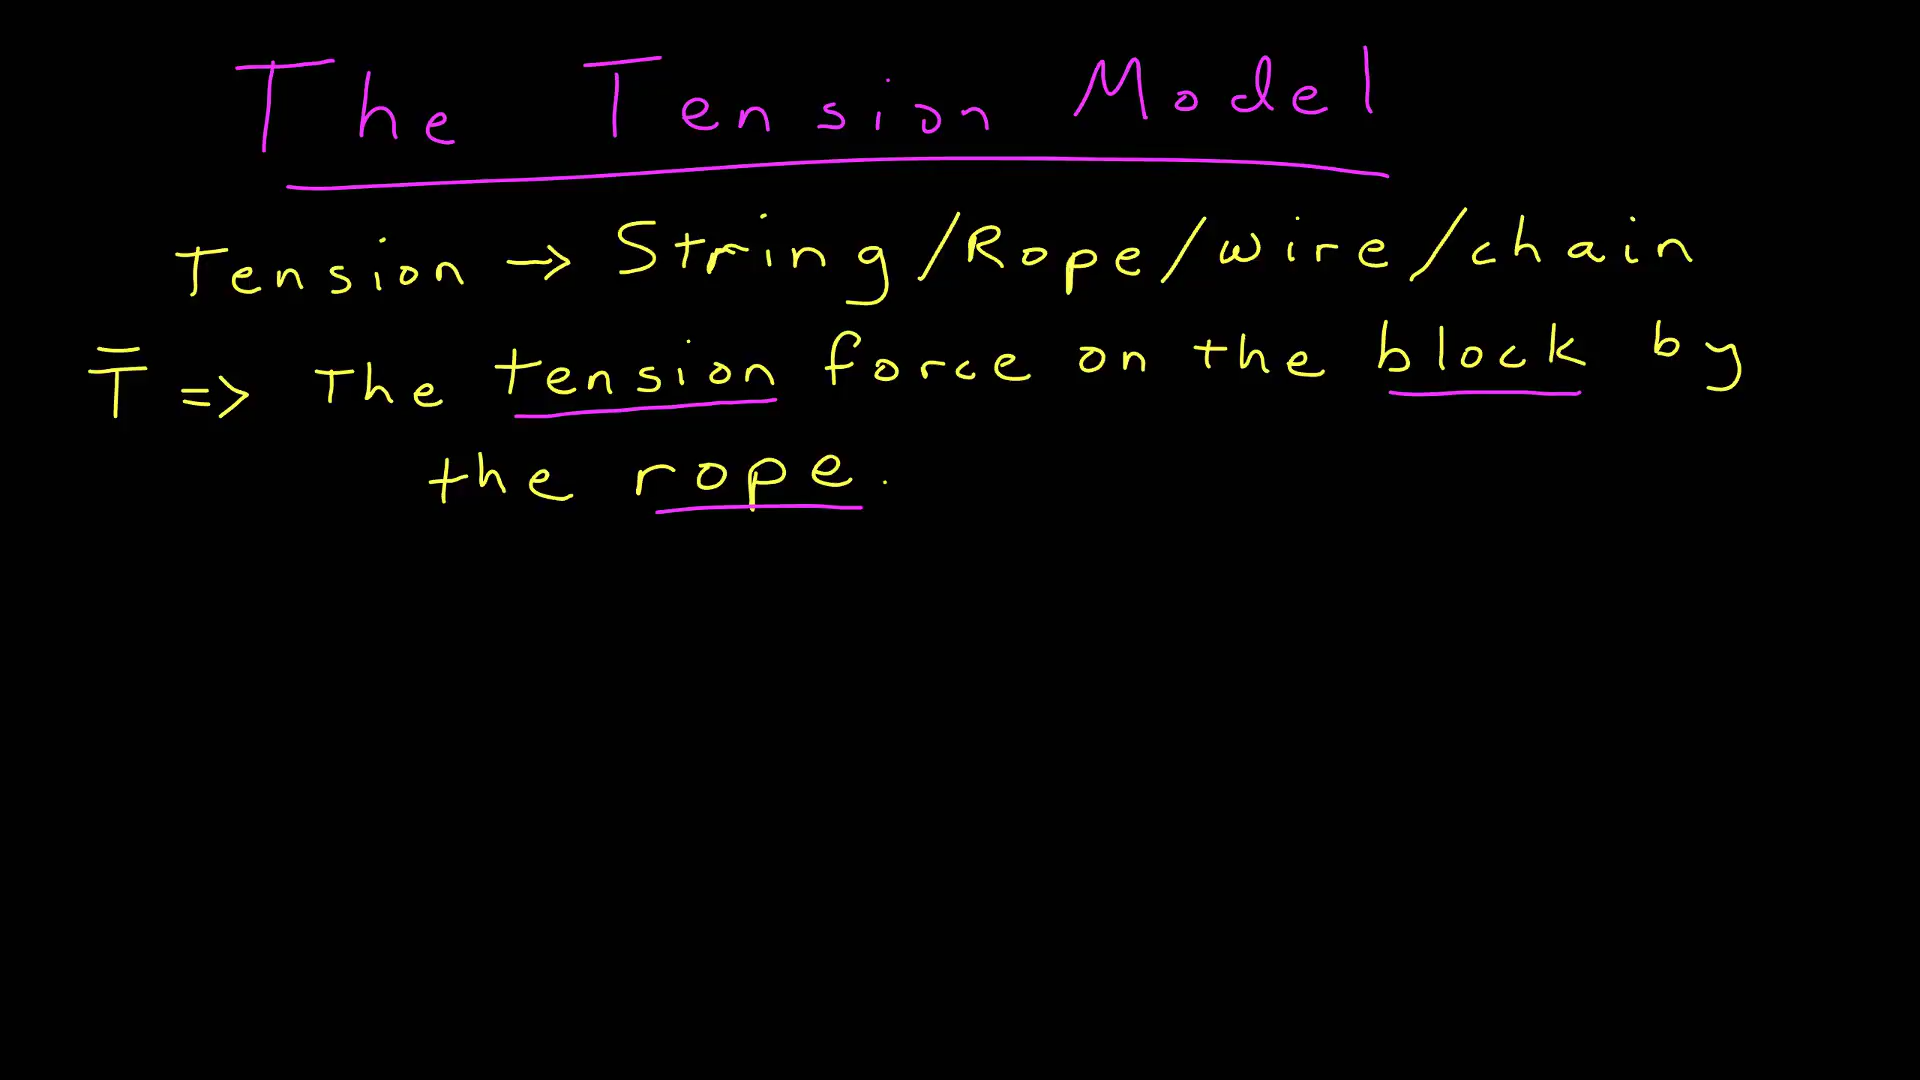 The Tension Model
Tension → String/Rope/wire/chain
T̄ => The tension force on the block by
the rope.